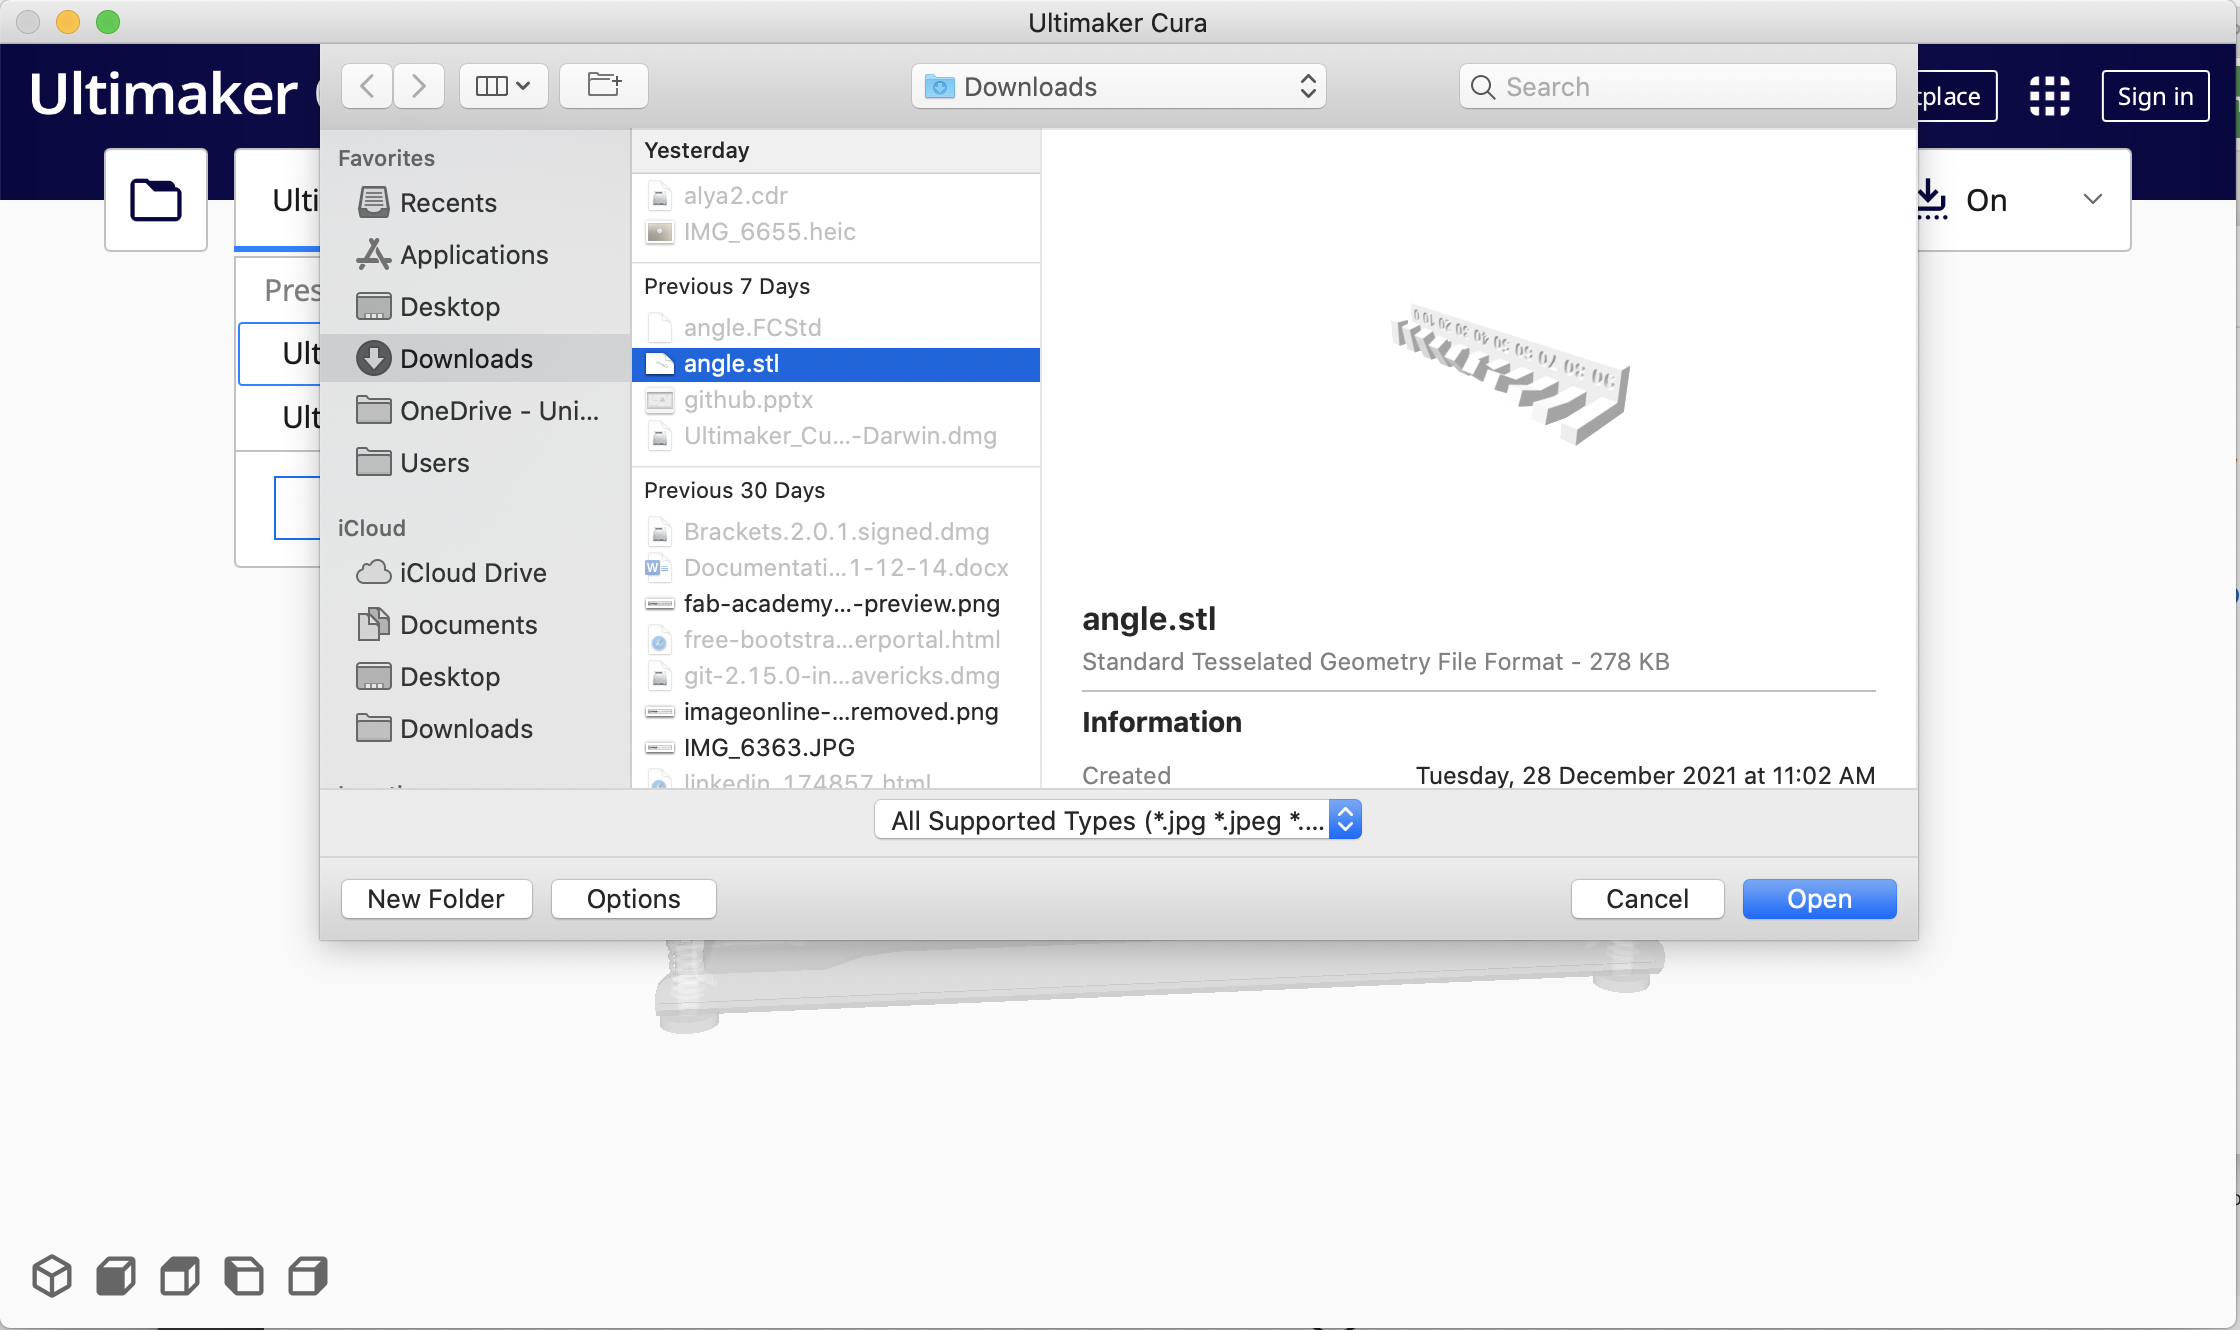 Ultimaker Cura
Ultimaker
Downloads
Search
place
Sign in
Favorites
Recents
Applications
Desktop
Downloads
OneDrive - Uni...
Users
iCloud
iCloud Drive
Documents
Desktop
Downloads
Ulti
Pres
Ult
Ult
Yesterday
alya2.cdr
IMG_6655.heic
Previous 7 Days
angle.FCStd
angle.stl
github.pptx
Ultimaker_Cu...-Darwin.dmg
Previous 30 Days
Brackets.2.0.1.signed.dmg
Documentati...1-12-14.docx
fab-academy...-preview.png
free-bootstra...erportal.html
git-2.15.0-in...avericks.dmg
imageonline-...removed.png
IMG_6363.JPG
linkedin_174857.html
On
angle.stl
Standard Tesselated Geometry File Format - 278 KB
Information
Created Tuesday, 28 December 2021 at 11:02 AM
All Supported Types (*.jpg *.jpeg *....
New Folder
Options
Cancel
Open